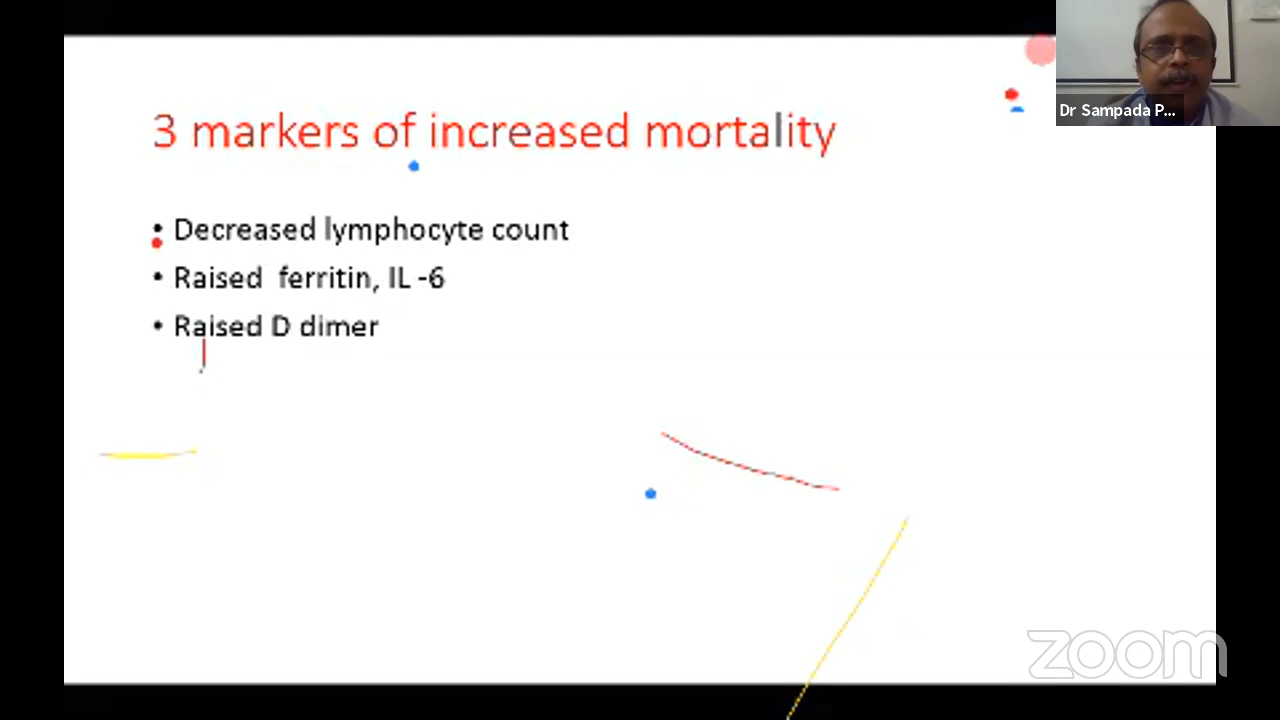 3 markers of increased mortality
• Decreased lymphocyte count
• Raised ferritin, IL -6
• Raised D dimer
Dr Sampada P...
zoom